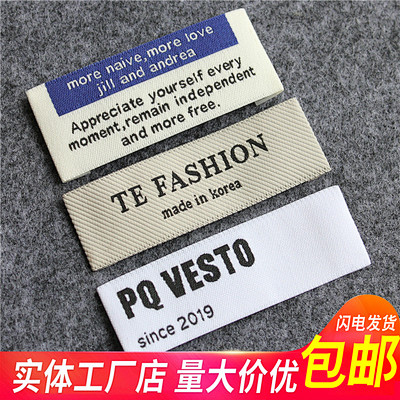 more naive,more love
jill and andrea
Appreciate yourself every
moment,remain independent
and more free.
TE FASHION
made in korea
PQ VESTO
since 2019
闪电发货
实体工厂店 量大价优 包邮